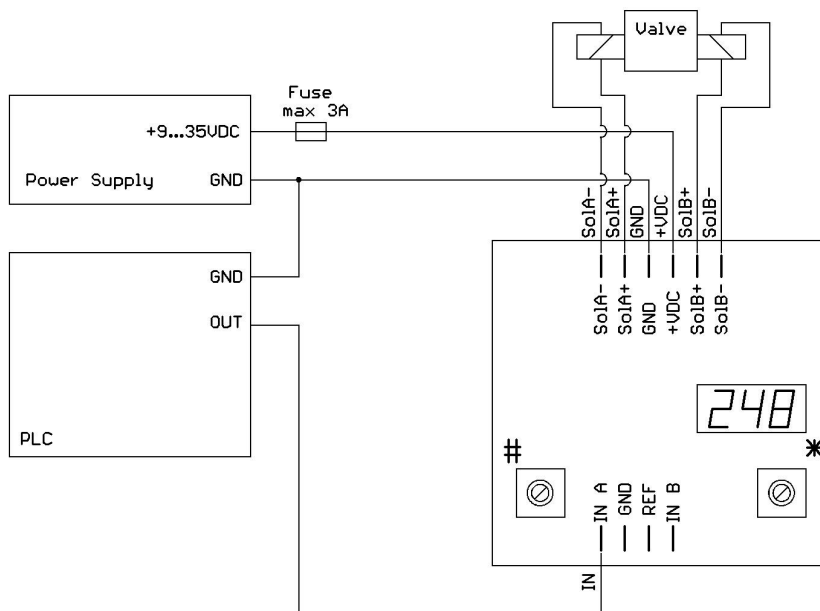 Valve
Fuse
max 3A
+9...35VDC
Power Supply
GND
SolA-
SolA+
GND
+VDC
SolB+
SolB-
GND
OUT
PLC
SolA-
SolA+
GND
+VDC
SolB+
SolB-
248
# *
IN A
GND
REF
IN B
IN